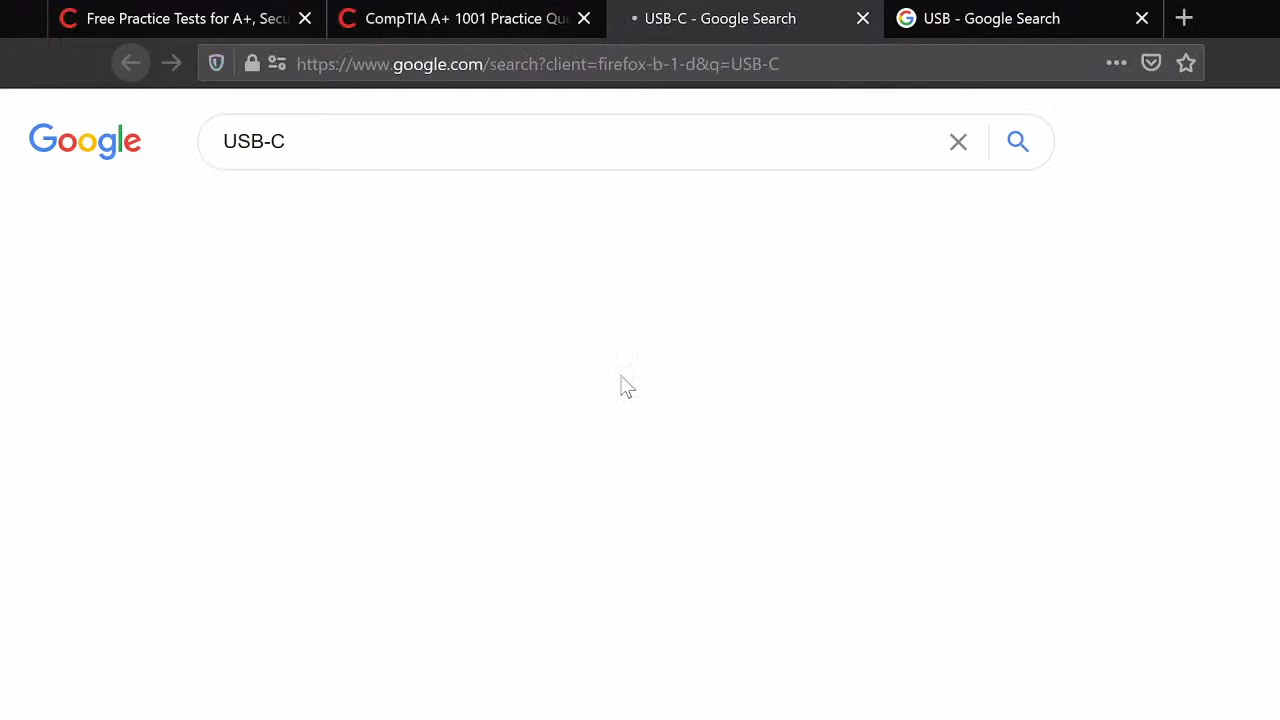 Free Practice Tests for A+, Secu
CompTIA A+ 1001 Practice Qu
USB-C - Google Search
USB - Google Search
https://www.google.com/search?client=firefox-b-1-d&q=USB-C
Google
USB-C